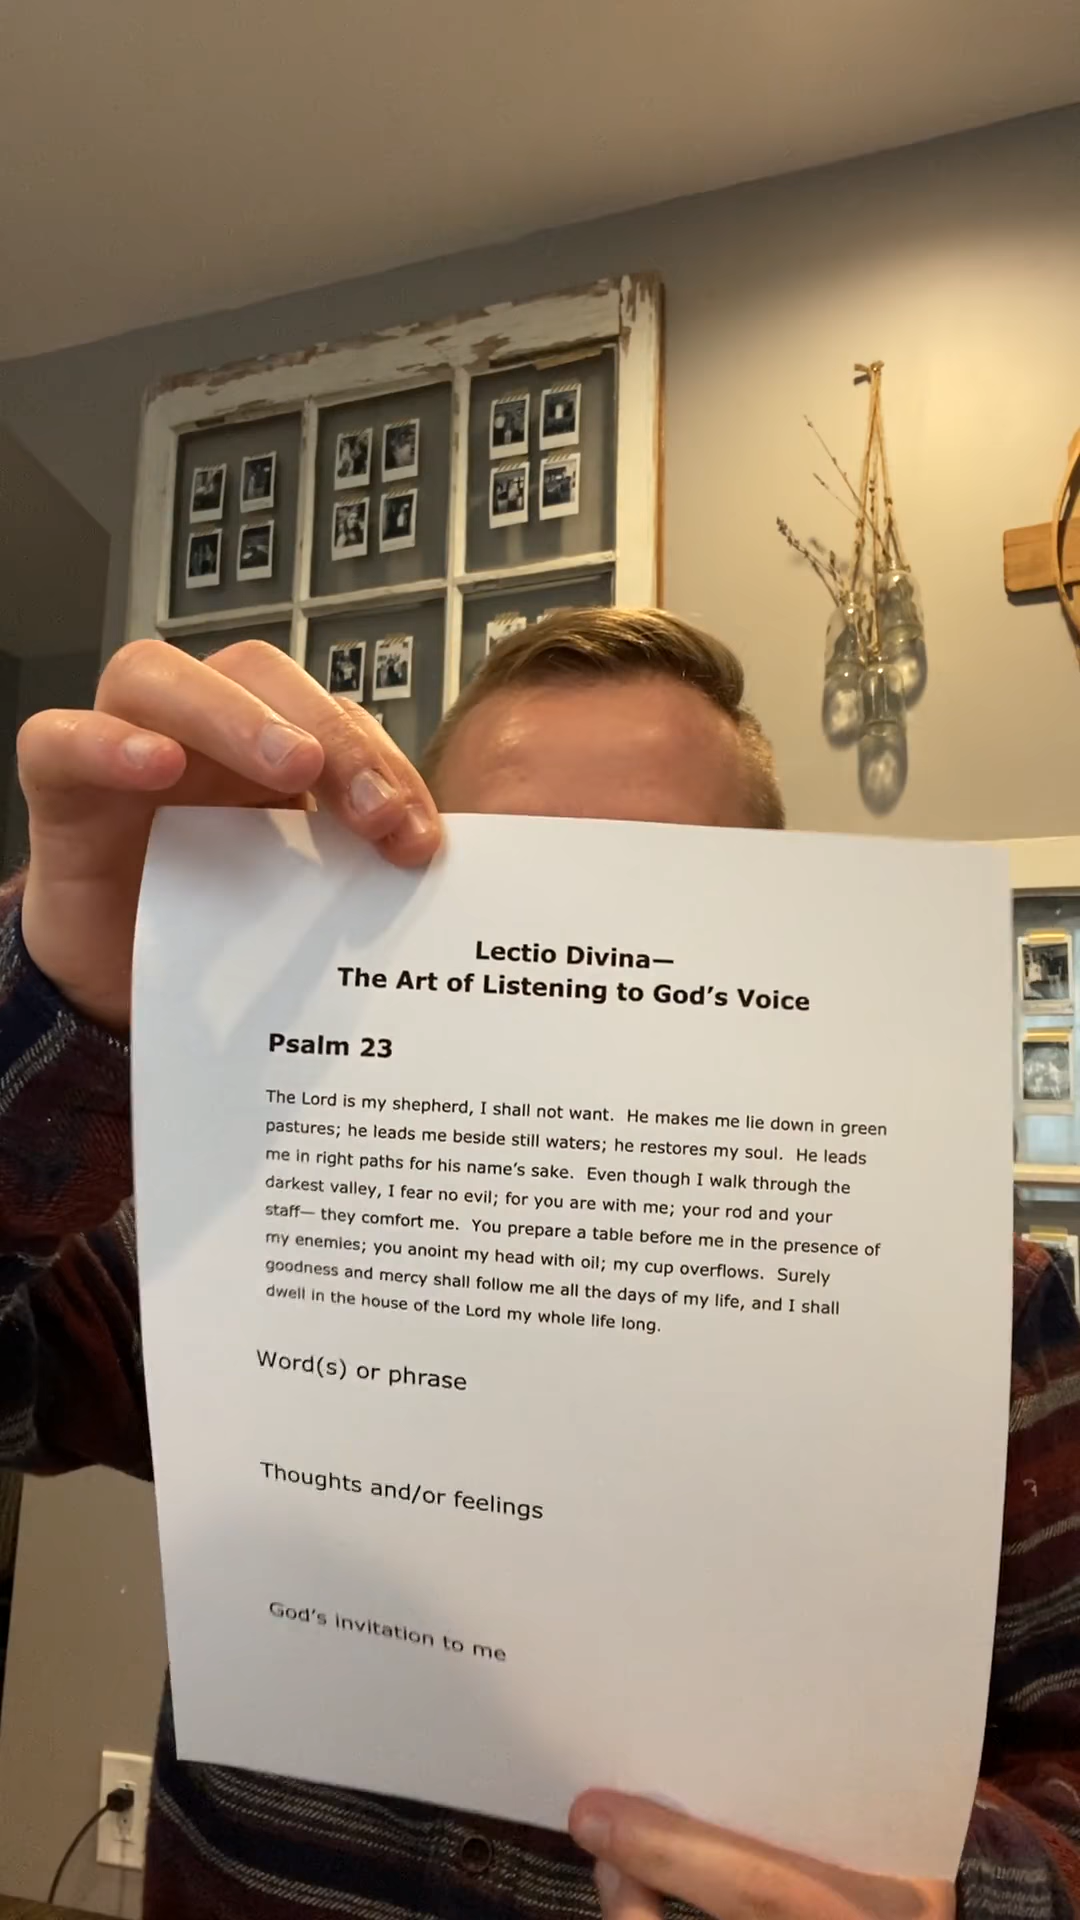 Lectio Divina—
The Art of Listening to God's Voice
Psalm 23
The Lord is my shepherd, I shall not want.  He makes me lie down in green
pastures; he leads me beside still waters; he restores my soul.  He leads
me in right paths for his name's sake.  Even though I walk through the
darkest valley, I fear no evil; for you are with me; your rod and your
staff— they comfort me.  You prepare a table before me in the presence of
my enemies; you anoint my head with oil; my cup overflows.  Surely
goodness and mercy shall follow me all the days of my life, and I shall
dwell in the house of the Lord my whole life long.
Word(s) or phrase
Thoughts and/or feelings
God's invitation to me